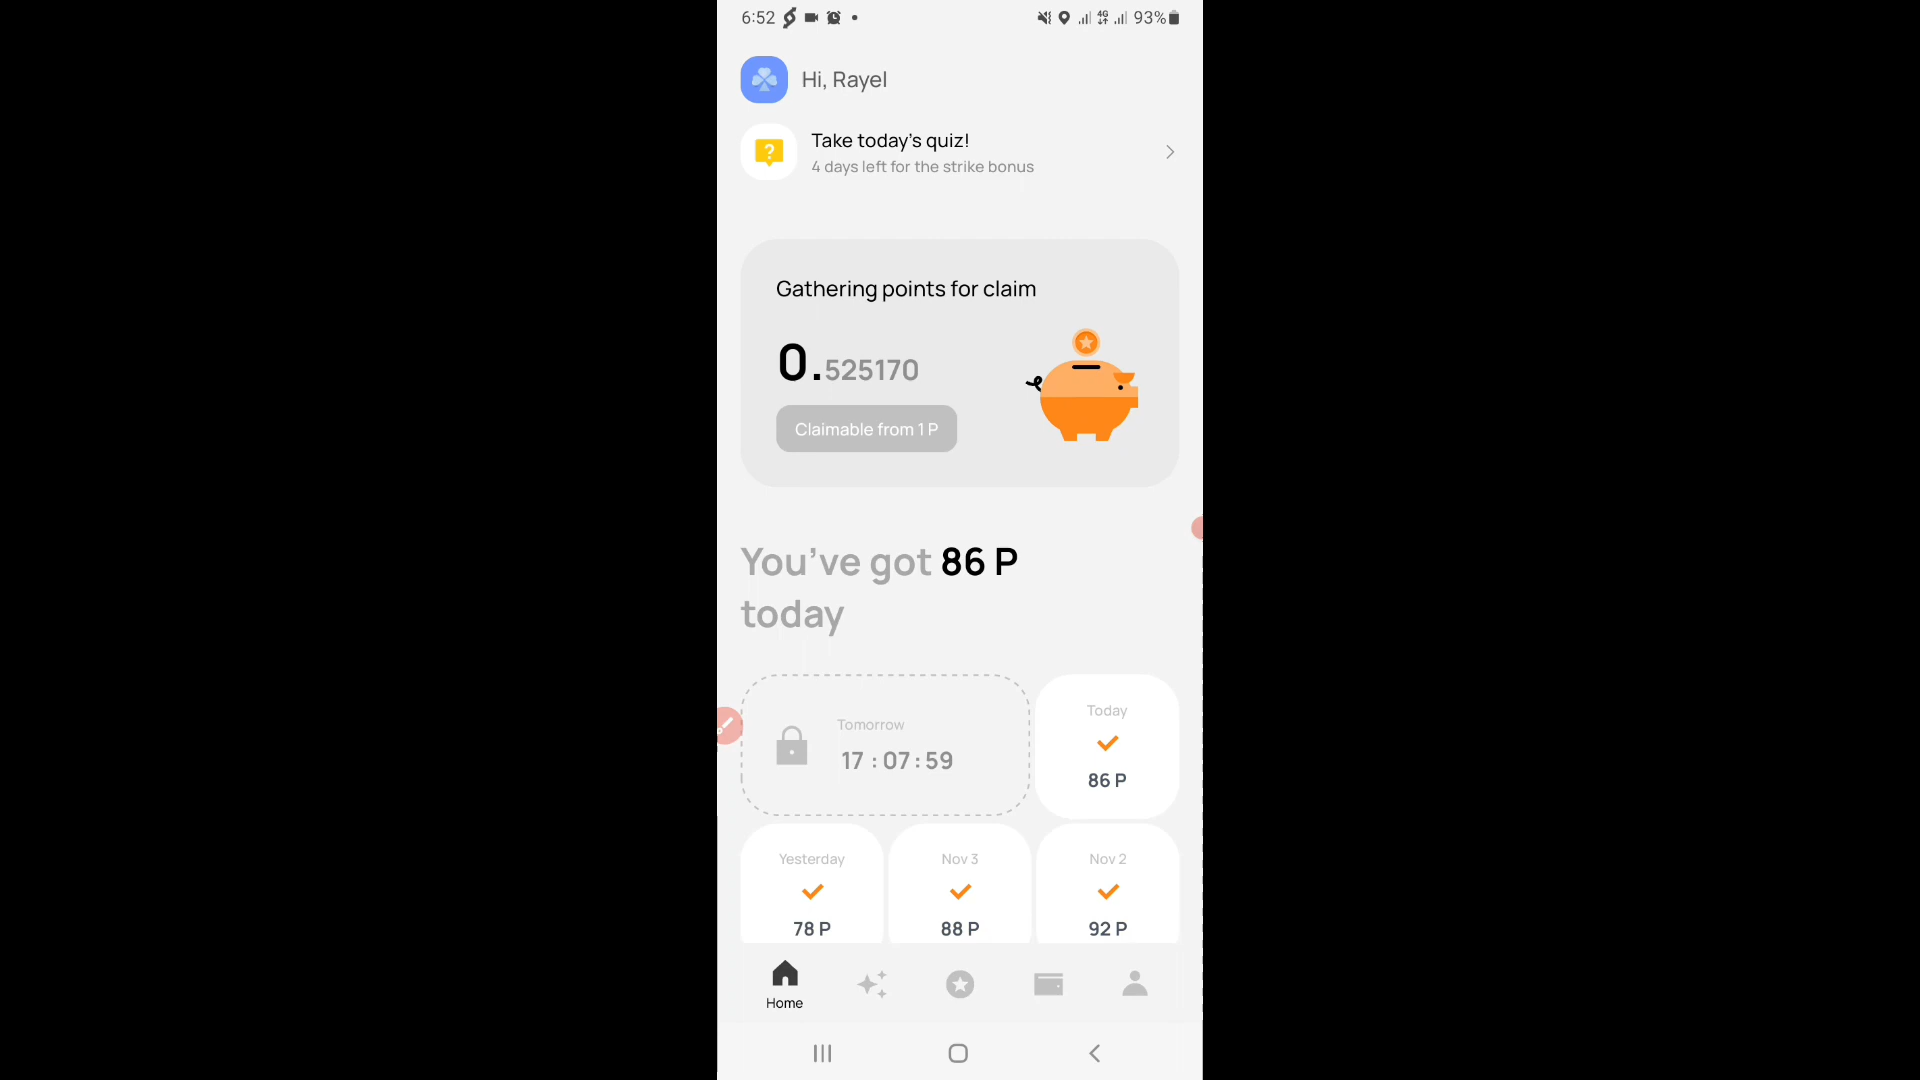 6:52
4G
93%
Hi, Rayel
Take today's quiz!
4 days left for the strike bonus
Gathering points for claim
0.525170
Claimable from 1 P
You've got 86 P
today
Tomorrow
17 : 07 : 59
Today
86 P
Yesterday
78 P
Nov 3
88 P
Nov 2
92 P
Home